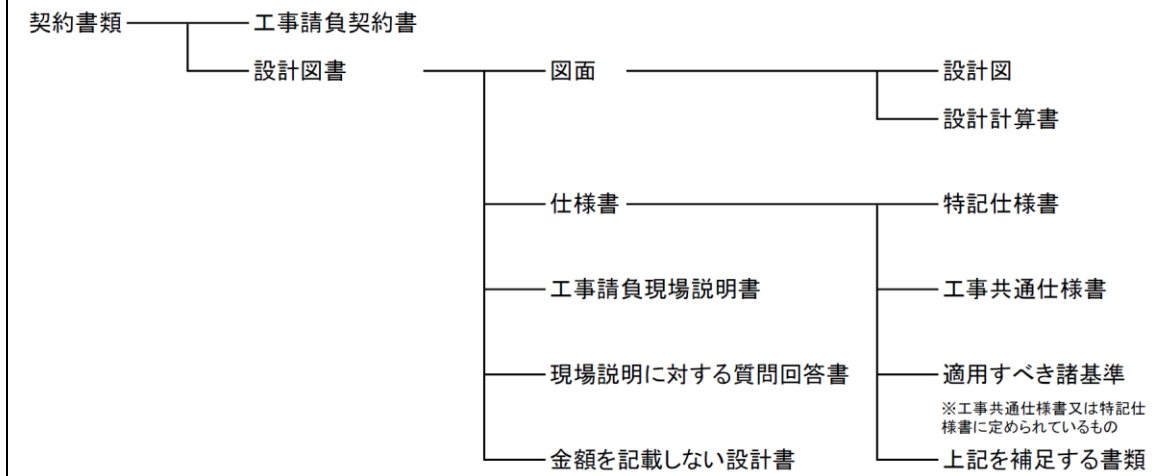 契約書類
工事請負契約書
設計図書
図面
設計図
設計計算書
仕様書
特記仕様書
工事請負現場説明書
工事共通仕様書
現場説明に対する質問回答書
適用すべき諸基準
※工事共通仕様書又は特記仕
様書に定められているもの
金額を記載しない設計書
上記を補足する書類